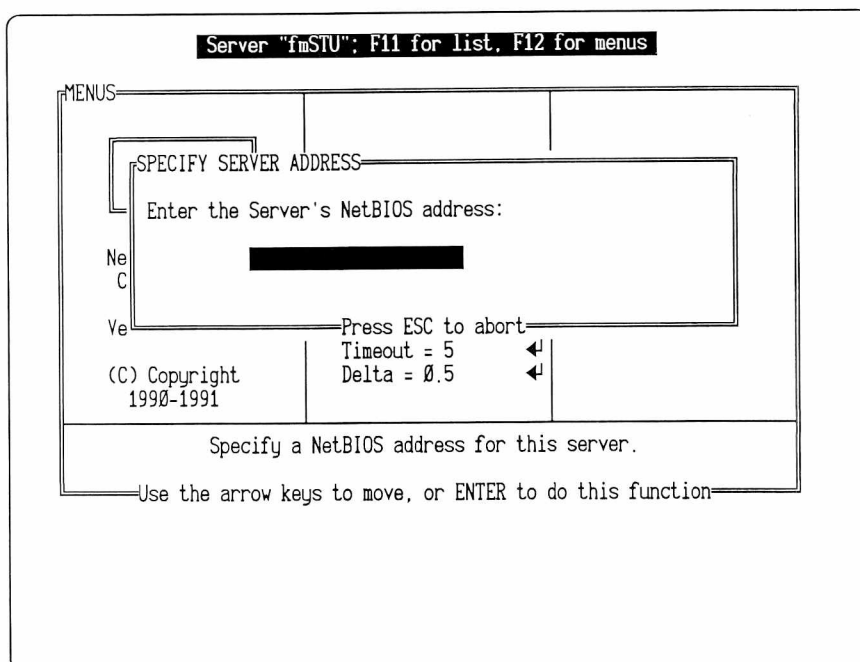 Server "fmSTU"; F11 for list, F12 for menus
MENUS
SPECIFY SERVER ADDRESS
Enter the Server's NetBIOS address:
Ne
C
Ve
Press ESC to abort
Timeout = 5
Delta = 0.5
(C) Copyright
1990-1991
Specify a NetBIOS address for this server.
Use the arrow keys to move, or ENTER to do this function